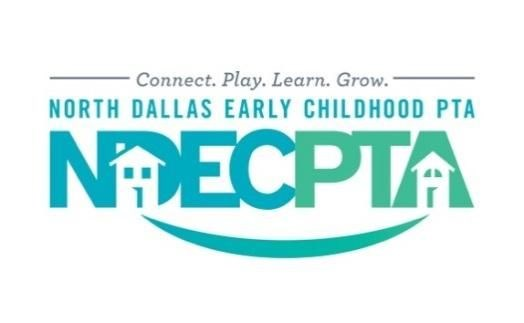 Connect. Play. Learn. Grow.
NORTH DALLAS EARLY CHILDHOOD PTA
NDECPTA